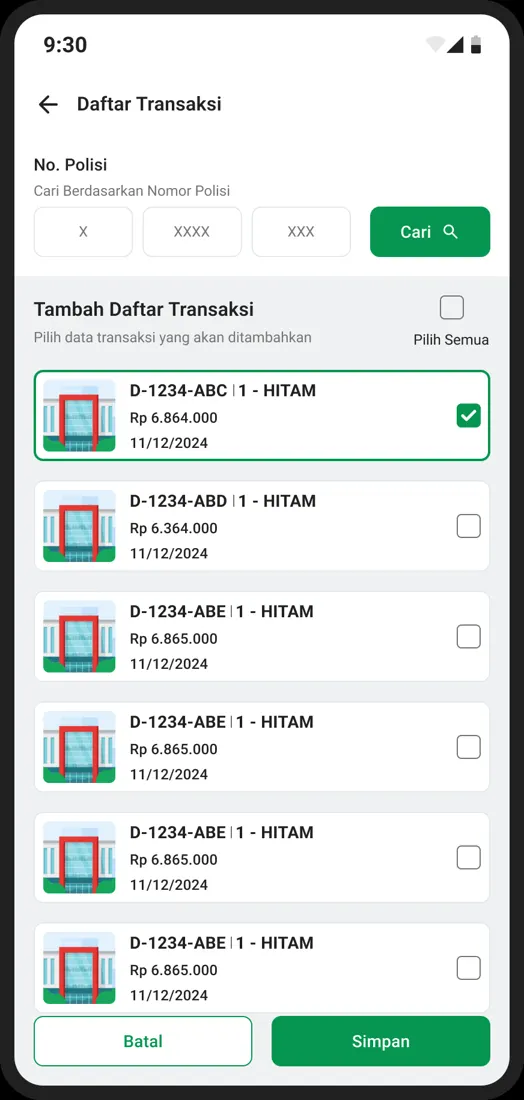 9:30
Daftar Transaksi
No. Polisi
Cari Berdasarkan Nomor Polisi
X XXXX XXX Cari
Tambah Daftar Transaksi
Pilih data transaksi yang akan ditambahkan
Pilih Semua
D-1234-ABC | 1 - HITAM
Rp 6.864.000
11/12/2024
D-1234-ABD | 1 - HITAM
Rp 6.364.000
11/12/2024
D-1234-ABE | 1 - HITAM
Rp 6.865.000
11/12/2024
D-1234-ABE | 1 - HITAM
Rp 6.865.000
11/12/2024
D-1234-ABE | 1 - HITAM
Rp 6.865.000
11/12/2024
D-1234-ABE | 1 - HITAM
Rp 6.865.000
11/12/2024
Batal Simpan